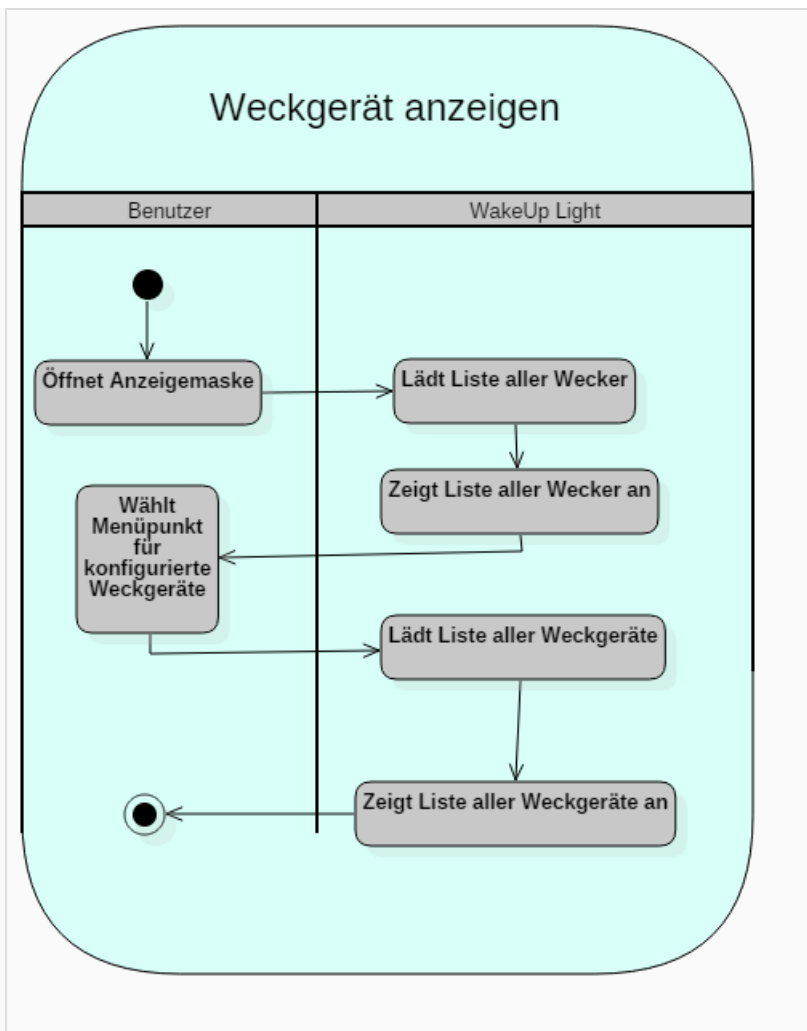 Weckgerät anzeigen
Benutzer
WakeUp Light
Öffnet Anzeigemaske
Lädt Liste aller Wecker
Zeigt Liste aller Wecker an
Wählt
Menüpunkt
für
konfigurierte
Weckgeräte
Lädt Liste aller Weckgeräte
Zeigt Liste aller Weckgeräte an